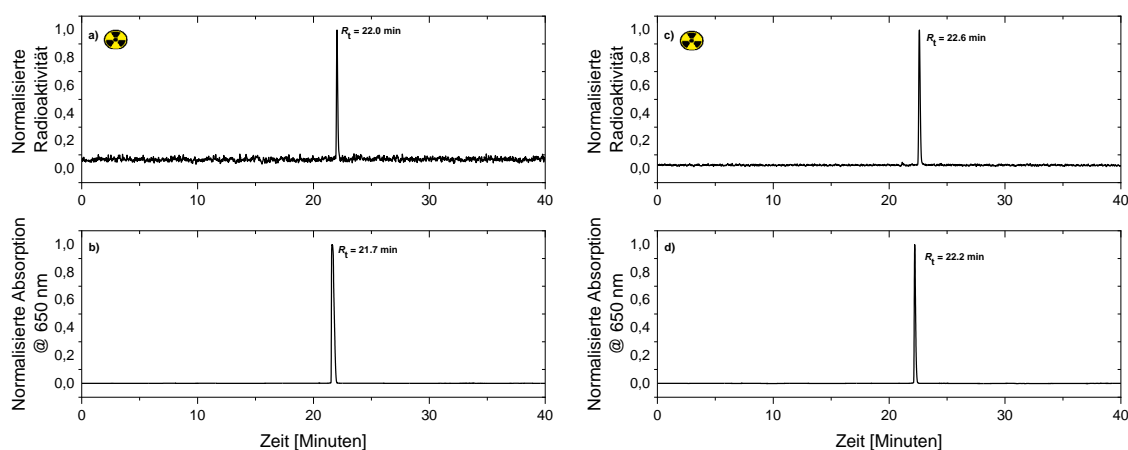 a)
R_t = 22.0 min
1,0
0,8
0,6
0,4
0,2
0,0
0
10
20
30
40
Normalisierte
Radioaktivität
c)
R_t = 22.6 min
1,0
0,8
0,6
0,4
0,2
0,0
0
10
20
30
40
Normalisierte
Radioaktivität
b)
R_t = 21.7 min
1,0
0,8
0,6
0,4
0,2
0,0
0
10
20
30
40
Normalisierte Absorption
@ 650 nm
Zeit [Minuten]
d)
R_t = 22.2 min
1,0
0,8
0,6
0,4
0,2
0,0
0
10
20
30
40
Normalisierte Absorption
@ 650 nm
Zeit [Minuten]